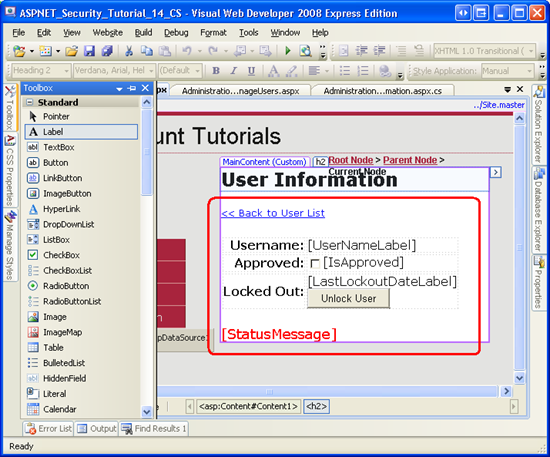 ASPNET_Security_Tutorial_14_CS - Visual Web Developer 2008 Express Edition
File Edit View Website Build Debug Format Table Tools Window Help
XHTML 1.0 Transitional (
Heading 2 Verdana, Arial, Hel (Default B I U A Style Application: Manual
Toolbox
Administratio...nageUsers.aspx Administration...mation.aspx.cs
../Site.master
Toolbox
CSS Properties
Manage Styles
Standard
Pointer
Label
TextBox
Button
LinkButton
ImageButton
HyperLink
DropDownList
ListBox
CheckBox
CheckBoxList
RadioButton
RadioButtonList
Image
ImageMap
Table
BulletedList
HiddenField
Literal
Calendar
unt Tutorials
MainContent (Custom) h2 Root Node > Parent Node >
Current Node
User Information
<< Back to User List
Username: [UserNameLabel]
Approved: [IsApproved]
Locked Out: [LastLockoutDateLabel]
Unlock User
[StatusMessage]
pDataSource1
Solution Explorer
Database Explorer
Properties
<asp:Content#Content1> <h2>
Error List Output Find Results 1
Ready